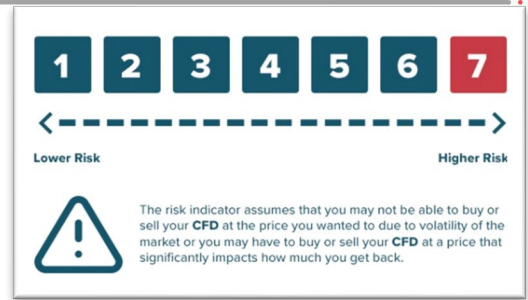 1 2 3 4 5 6 7
Lower Risk Higher Risk
The risk indicator assumes that you may not be able to buy or
sell your CFD at the price you wanted to due to volatility of the
market or you may have to buy or sell your CFD at a price that
significantly impacts how much you get back.